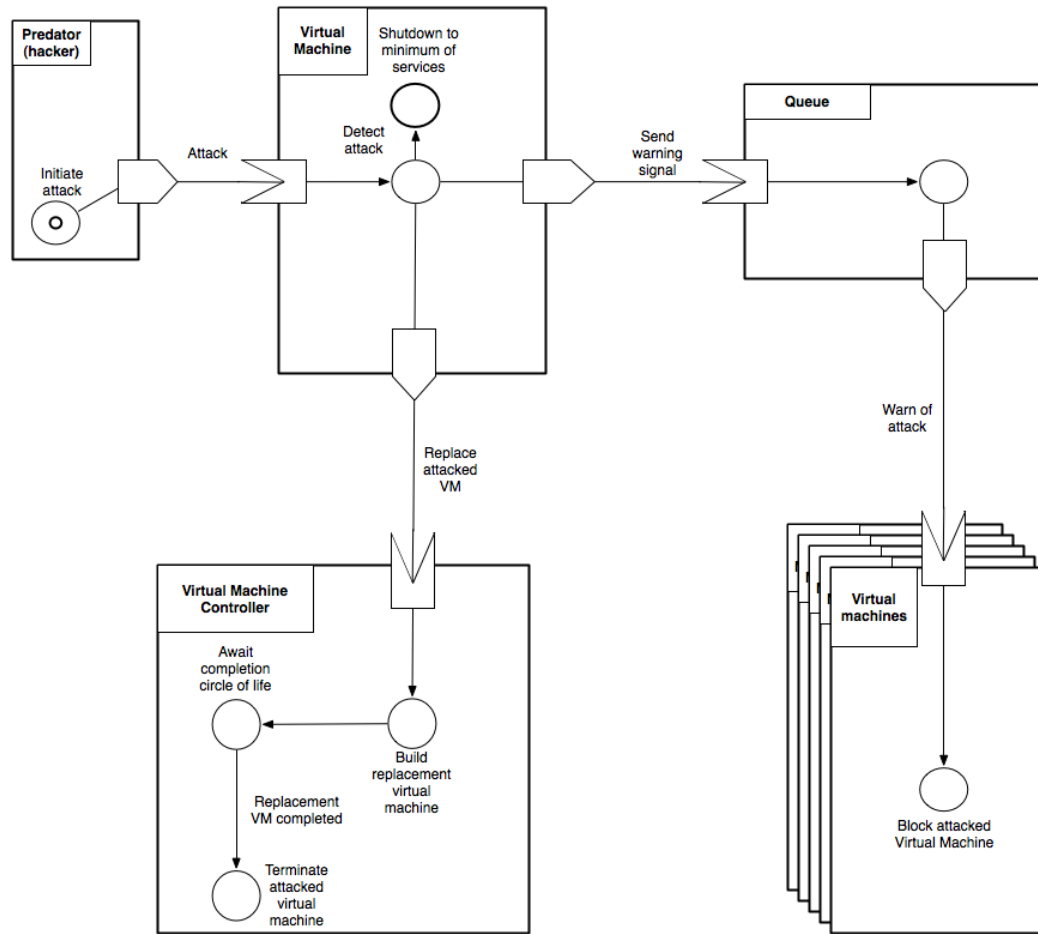 Predator
(hacker)
Initiate
attack
Attack
Virtual
Machine
Shutdown to
minimum of
services
Detect
attack
Send
warning
signal
Queue
Replace
attacked
VM
Warn of
attack
Virtual Machine
Controller
Await
completion
circle of life
Build
replacement
virtual
machine
Replacement
VM completed
Terminate
attacked
virtual
machine
Virtual
machines
Block attacked
Virtual Machine